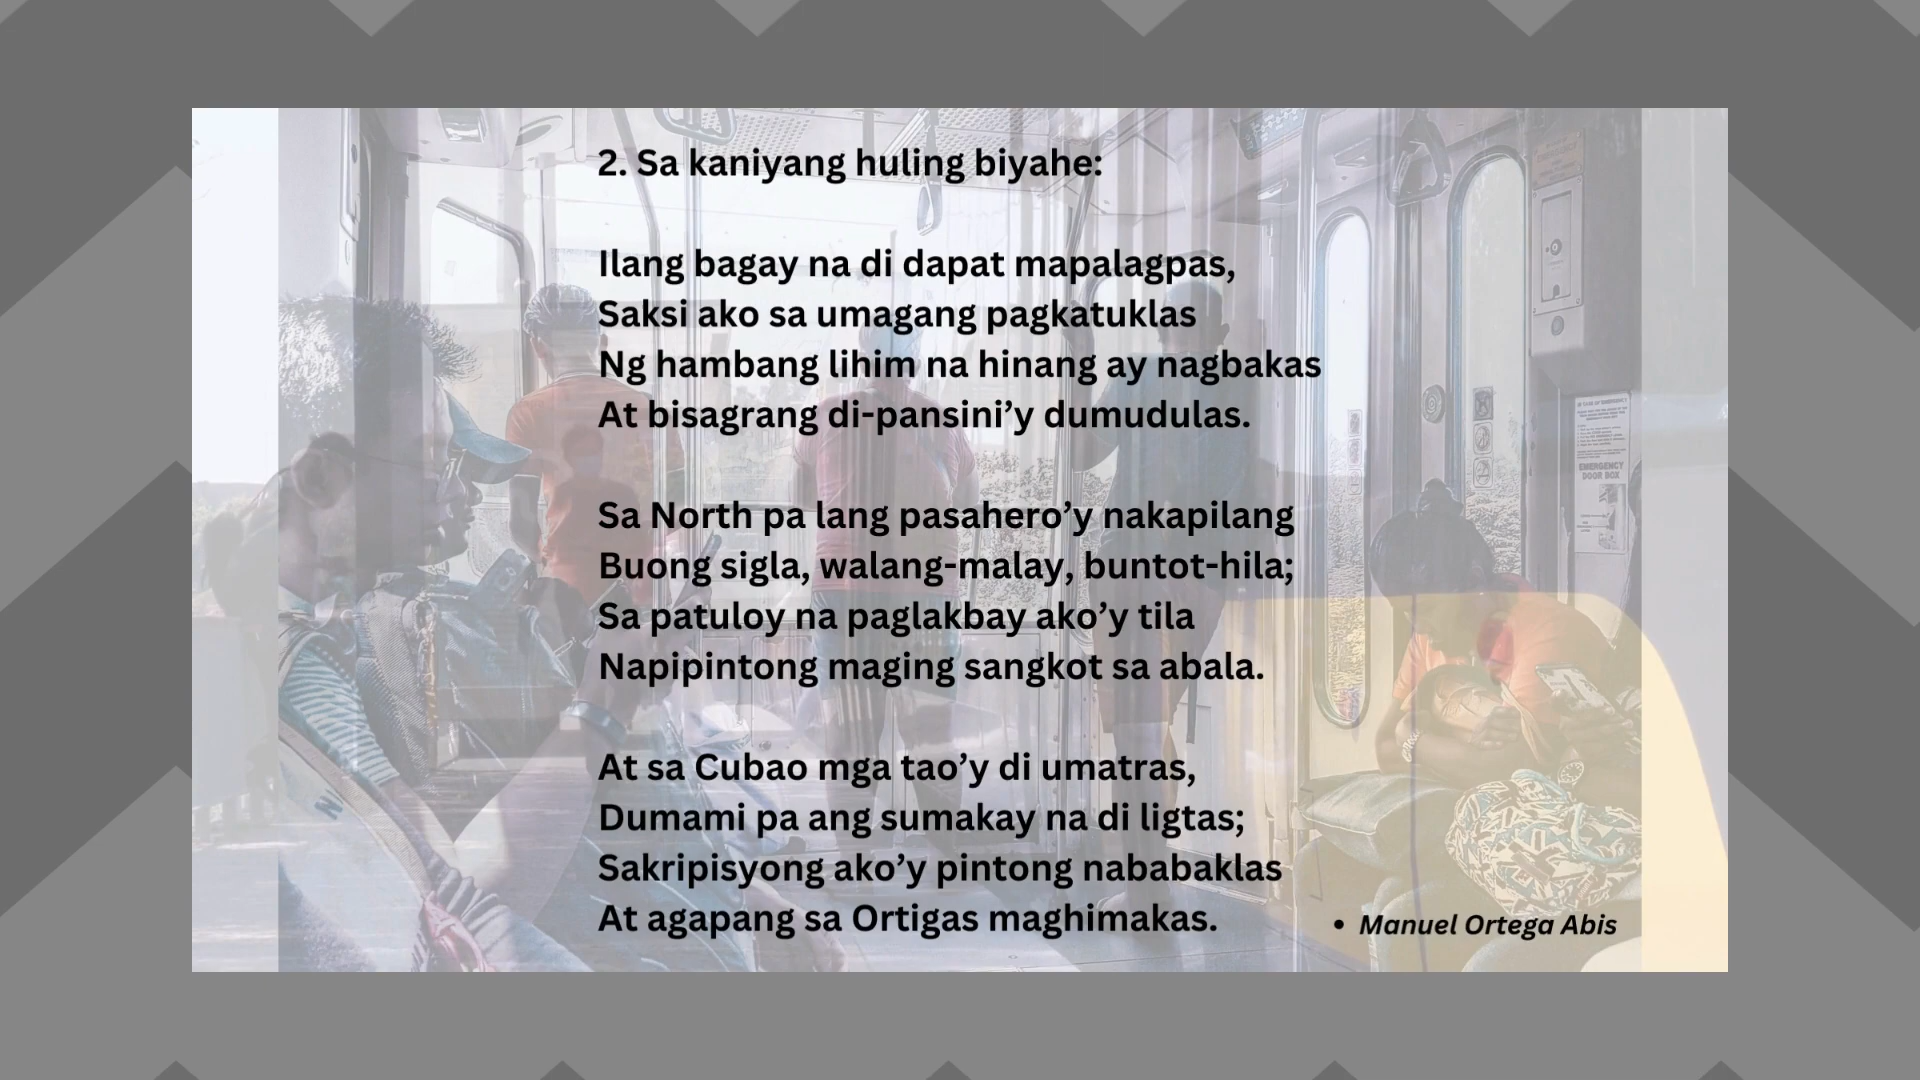 2. Sa kaniyang huling biyahe:
Ilang bagay na di dapat mapalagpas,
Saksi ako sa umagang pagkatuklas
Ng hambang lihim na hinang ay nagbakas
At bisagrang di-pansini’y dumudulas.
Sa North pa lang pasahero’y nakapilang
Buong sigla, walang-malay, buntot-hila;
Sa patuloy na paglakbay ako’y tila
Napipintong maging sangkot sa abala.
At sa Cubao mga tao’y di umatras,
Dumami pa ang sumakay na di ligtas;
Sakripisyong ako’y pintong nababaklas
At agapang sa Ortigas maghimakas.
• Manuel Ortega Abis
EMERGENCY
DOOR BOX